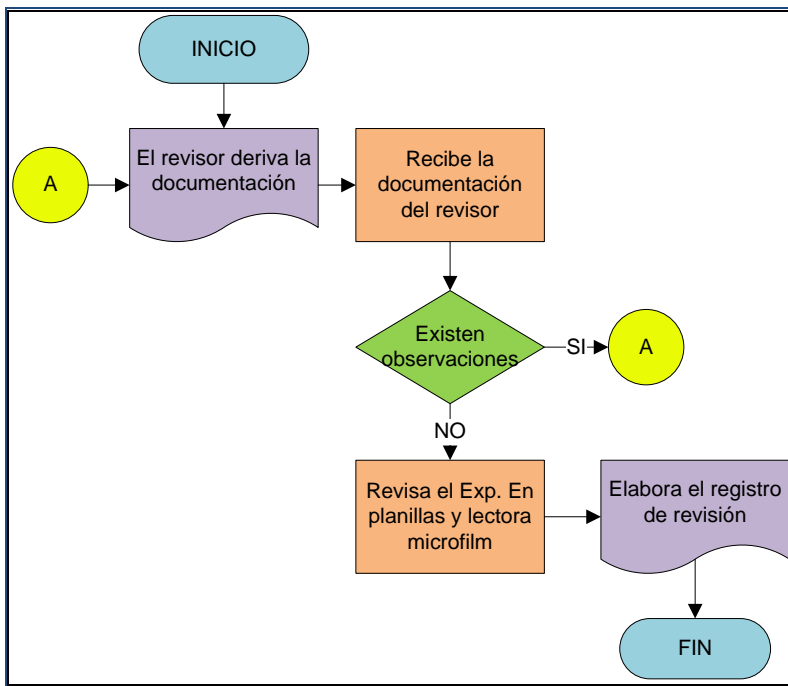 INICIO
El revisor deriva la
documentación
A
Recibe la
documentación
del revisor
Existen
observaciones
SI
A
NO
Revisa el Exp. En
planillas y lectora
microfilm
Elabora el registro
de revisión
FIN